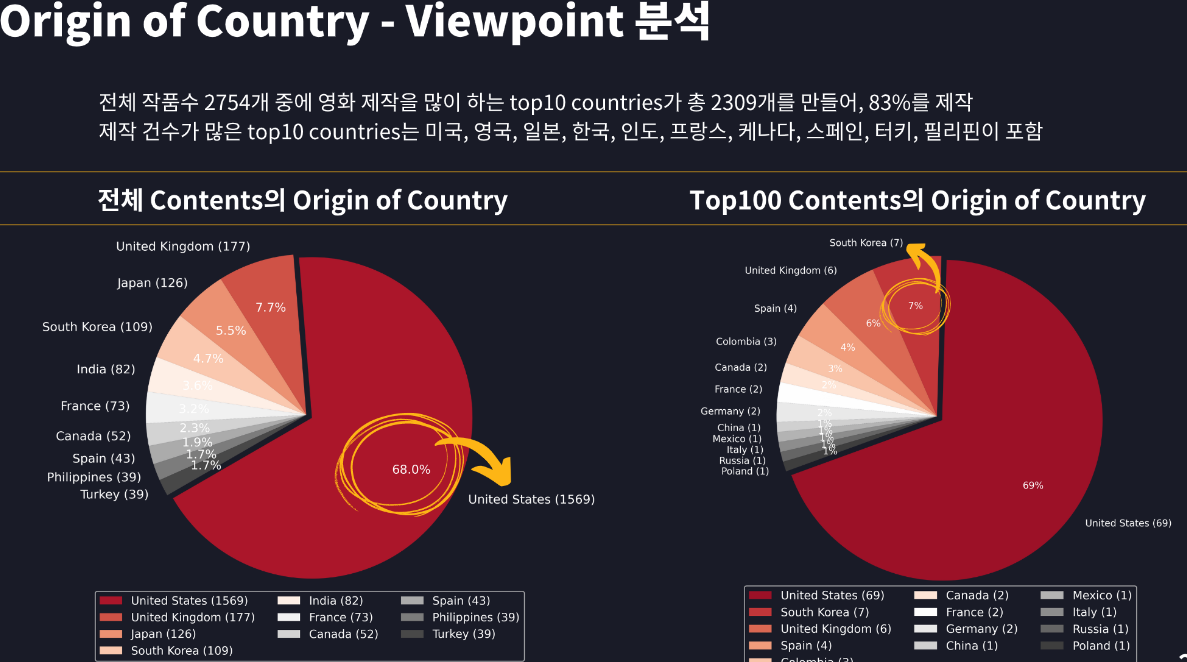 Origin of Country - Viewpoint 분석
전체 작품수 2754개 중에 영화 제작을 많이 하는 top10 countries가 총 2309개를 만들어, 83%를 제작
제작 건수가 많은 top10 countries는 미국, 영국, 일본, 한국, 인도, 프랑스, 케나다, 스페인, 터키, 필리핀이 포함
전체 Contents의 Origin of Country
United Kingdom (177)
Japan (126)
South Korea (109)
India (82)
France (73)
Canada (52)
Spain (43)
Philippines (39)
Turkey (39)
7.7%
5.5%
4.7%
3.6%
3.2%
2.3%
1.9%
1.7%
1.7%
68.0%
United States (1569)
United States (1569)
United Kingdom (177)
Japan (126)
South Korea (109)
India (82)
France (73)
Canada (52)
Spain (43)
Philippines (39)
Turkey (39)
Top100 Contents의 Origin of Country
South Korea (7)
United Kingdom (6)
Spain (4)
Colombia (3)
Canada (2)
France (2)
Germany (2)
China (1)
Mexico (1)
Italy (1)
Russia (1)
Poland (1)
7%
6%
4%
3%
2%
2%
1%
69%
United States (69)
United States (69)
South Korea (7)
United Kingdom (6)
Spain (4)
Canada (2)
France (2)
Germany (2)
China (1)
Mexico (1)
Italy (1)
Russia (1)
Poland (1)